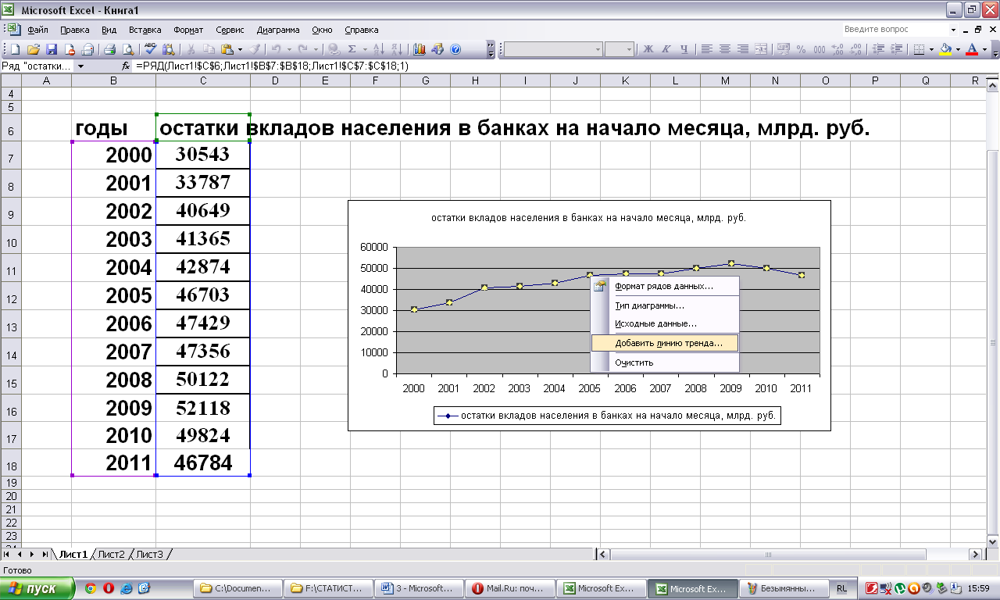 Microsoft Excel - Книга1
Файл Правка Вид Вставка Формат Сервис Диаграмма Окно Справка Введите вопрос
Ж К Ч % 000
Ряд "остатки... fx =РЯД(Лист1!$C$6;Лист1!$B$7:$B$18;Лист1!$C$7:$C$18;1)
A B C D E F G H I J K L M N O P Q R
4
5
6 годы остатки вкладов населения в банках на начало месяца, млрд. руб.
7 2000 30543
8 2001 33787
9 2002 40649
10 2003 41365
11 2004 42874
12 2005 46703
13 2006 47429
14 2007 47356
15 2008 50122
16 2009 52118
17 2010 49824
18 2011 46784
19
20
21
22
23
остатки вкладов населения в банках на начало месяца, млрд. руб.
60000
50000
40000
30000
20000
10000
0
2000 2001 2002 2003 2004 2005 2006 2007 2008 2009 2010 2011
остатки вкладов населения в банках на начало месяца, млрд. руб.
Формат рядов данных...
Тип диаграммы...
Исходные данные...
Добавить линию тренда...
Очистить
Лист1 Лист2 Лист3
Готово
пуск C:\Documen... F:\СТАТИСТ... 3 - Microsoft... Mail.Ru: поч... Microsoft Ex... Microsoft Ex... Безымянны... RL 15:59